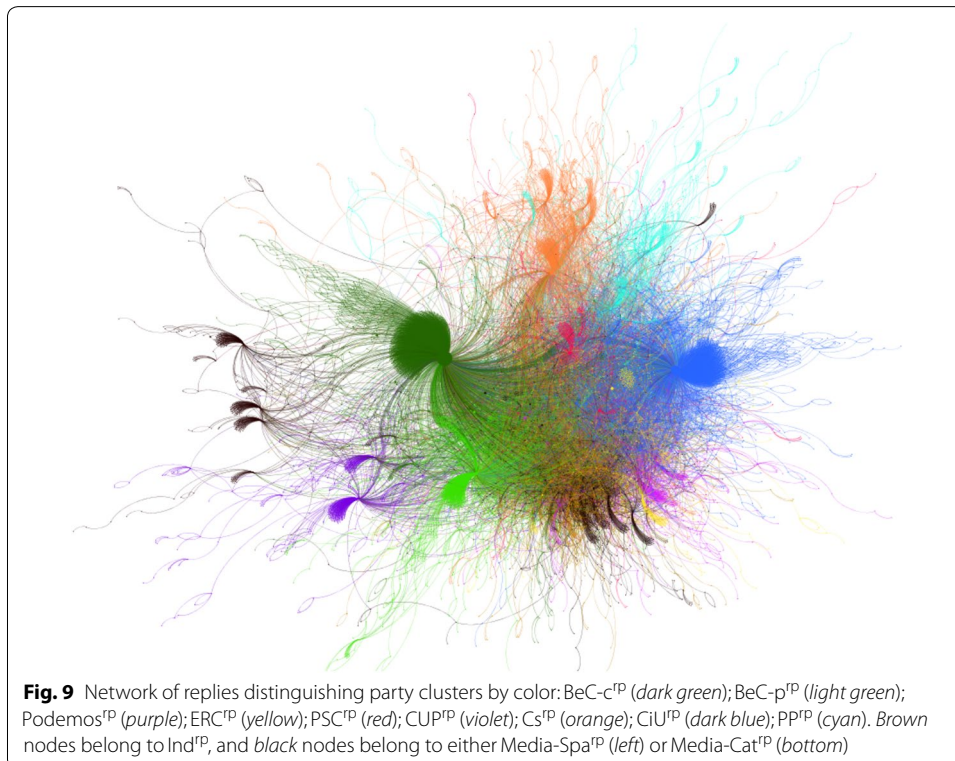 Fig. 9 Network of replies distinguishing party clusters by color: BeC-c^rp (dark green); BeC-p^rp (light green);
Podemos^rp (purple); ERC^rp (yellow); PSC^rp (red); CUP^rp (violet); Cs^rp (orange); CiU^rp (dark blue); PP^rp (cyan). Brown
nodes belong to Ind^rp, and black nodes belong to either Media-Spa^rp (left) or Media-Cat^rp (bottom)